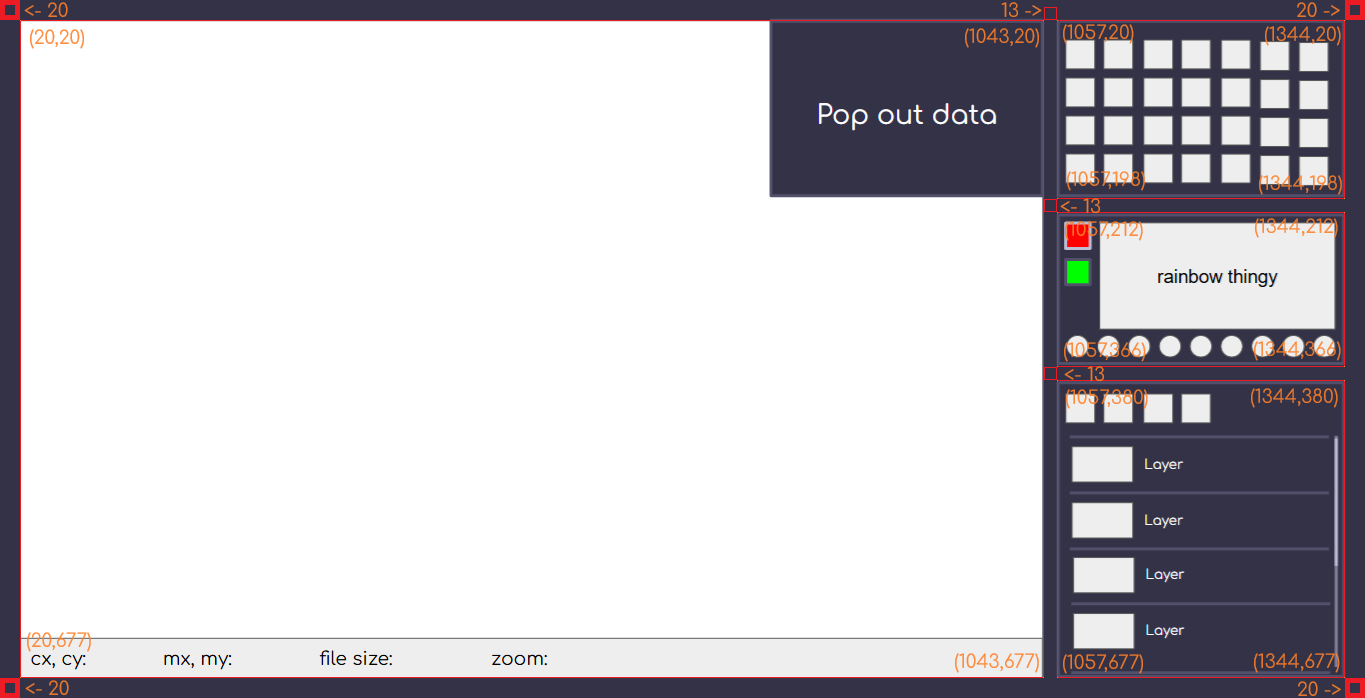 <- 20
13 ->
20 ->
(20,20)
(1043,20)
(1057,20)
(1344,20)
Pop out data
(1057,198)
(1344,198)
<- 13
(1057,212)
(1344,212)
rainbow thingy
(1057,366)
(1344,366)
<- 13
(1057,380)
(1344,380)
Layer
Layer
Layer
Layer
(20,677)
cx, cy:
mx, my:
file size:
zoom:
(1043,677)
(1057,677)
(1344,677)
<- 20
20 ->